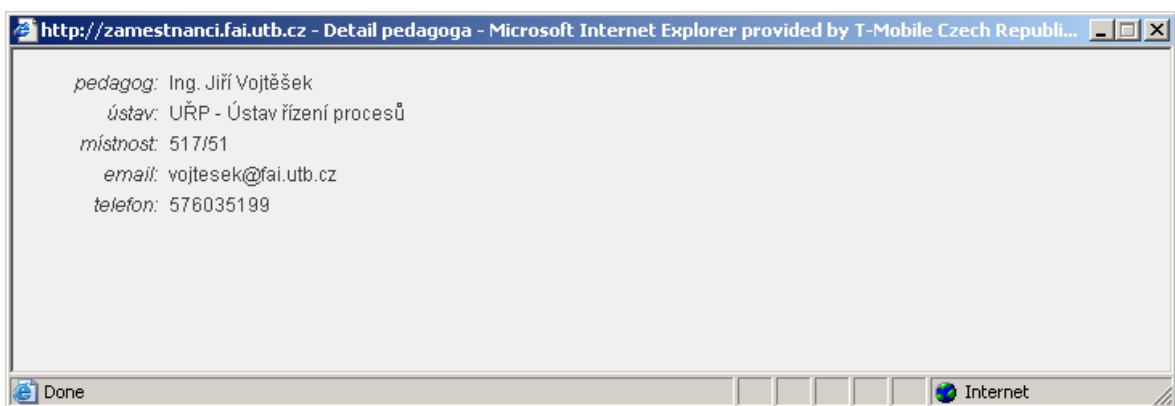 http://zamestnanci.fai.utb.cz - Detail pedagoga - Microsoft Internet Explorer provided by T-Mobile Czech Republi...
pedagog: Ing. Jiří Vojtěšek
ústav: UŘP - Ústav řízení procesů
místnost: 517/51
email: vojtesek@fai.utb.cz
telefon: 576035199
Done Internet